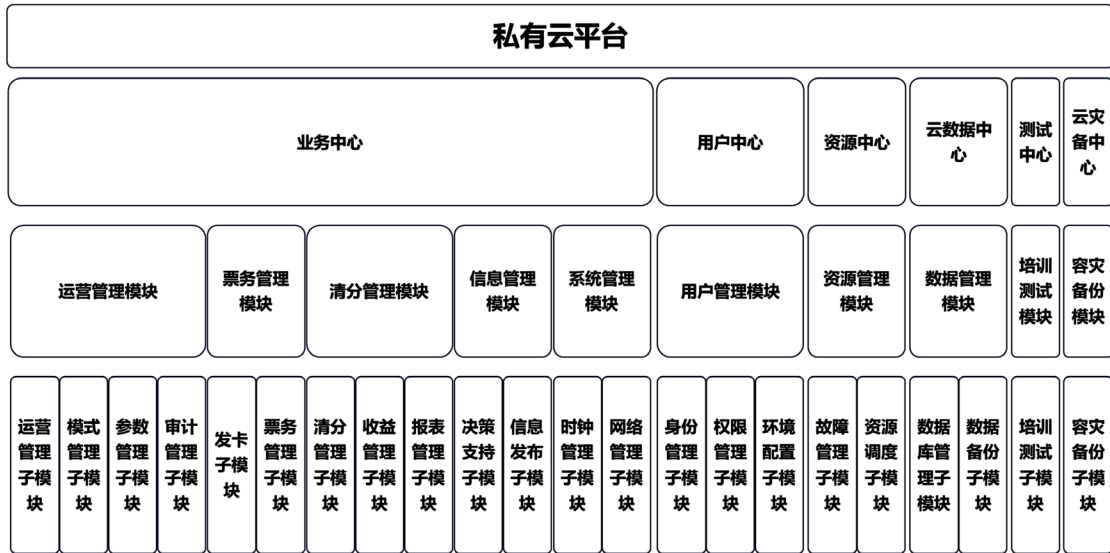 私有云平台
业务中心
用户中心
资源中心
云数据中
心
测试
中心
云灾
备中
心
运营管理模块
票务管理
模块
清分管理模块
信息管理
模块
系统管理
模块
用户管理模块
资源管理
模块
数据管理
模块
培训
测试
模块
容灾
备份
模块
运营
管理
子模
块
模式
管理
子模
块
参数
管理
子模
块
审计
管理
子模
块
发卡
子模
块
票务
管理
子模
块
清分
管理
子模
块
收益
管理
子模
块
报表
管理
子模
块
决策
支持
子模
块
信息
发布
子模
块
时钟
管理
子模
块
网络
管理
子模
块
身份
管理
子模
块
权限
管理
子模
块
环境
配置
子模
块
故障
管理
子模
块
资源
调度
子模
块
数据
库管
理子
模块
数据
备份
子模
块
培训
测试
子模
块
容灾
备份
子模
块